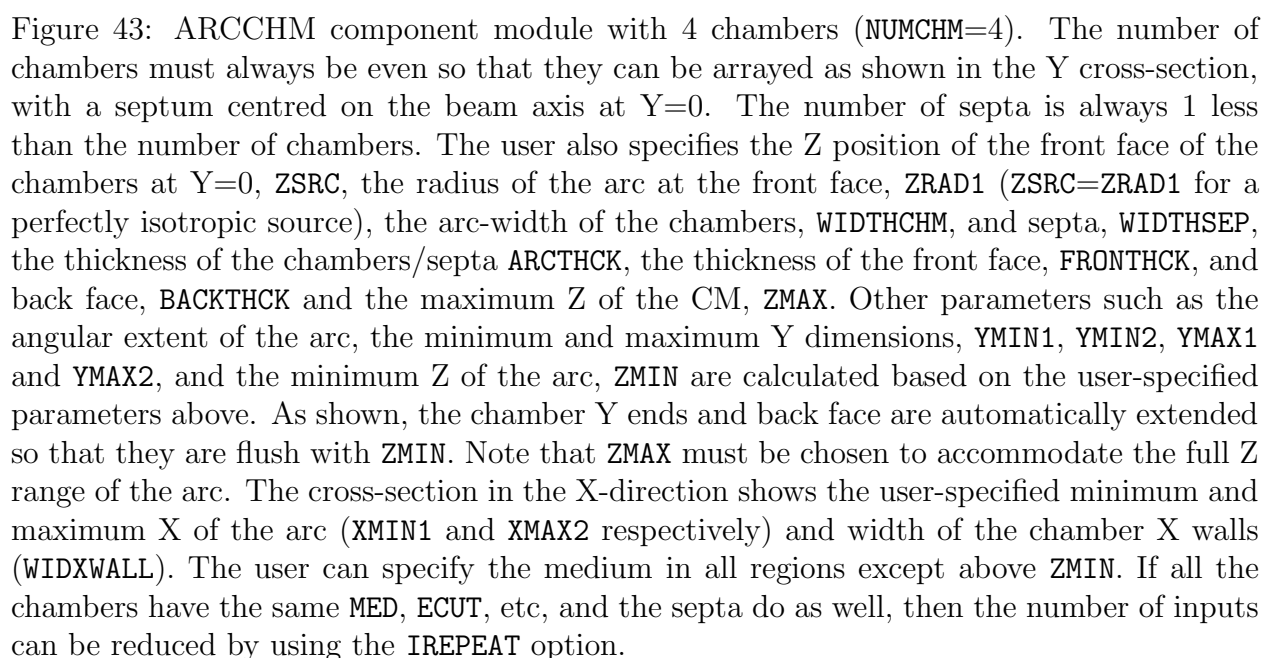 Figure 43: ARCCHM component module with 4 chambers (NUMCHM=4). The number of
chambers must always be even so that they can be arrayed as shown in the Y cross-section,
with a septum centred on the beam axis at Y=0. The number of septa is always 1 less
than the number of chambers. The user also specifies the Z position of the front face of the
chambers at Y=0, ZSRC, the radius of the arc at the front face, ZRAD1 (ZSRC=ZRAD1 for a
perfectly isotropic source), the arc-width of the chambers, WIDTHCHM, and septa, WIDTHSEP,
the thickness of the chambers/septa ARCTHCK, the thickness of the front face, FRONTHCK, and
back face, BACKTHCK and the maximum Z of the CM, ZMAX. Other parameters such as the
angular extent of the arc, the minimum and maximum Y dimensions, YMIN1, YMIN2, YMAX1
and YMAX2, and the minimum Z of the arc, ZMIN are calculated based on the user-specified
parameters above. As shown, the chamber Y ends and back face are automatically extended
so that they are flush with ZMIN. Note that ZMAX must be chosen to accommodate the full Z
range of the arc. The cross-section in the X-direction shows the user-specified minimum and
maximum X of the arc (XMIN1 and XMAX2 respectively) and width of the chamber X walls
(WIDXWALL). The user can specify the medium in all regions except above ZMIN. If all the
chambers have the same MED, ECUT, etc, and the septa do as well, then the number of inputs
can be reduced by using the IREPEAT option.